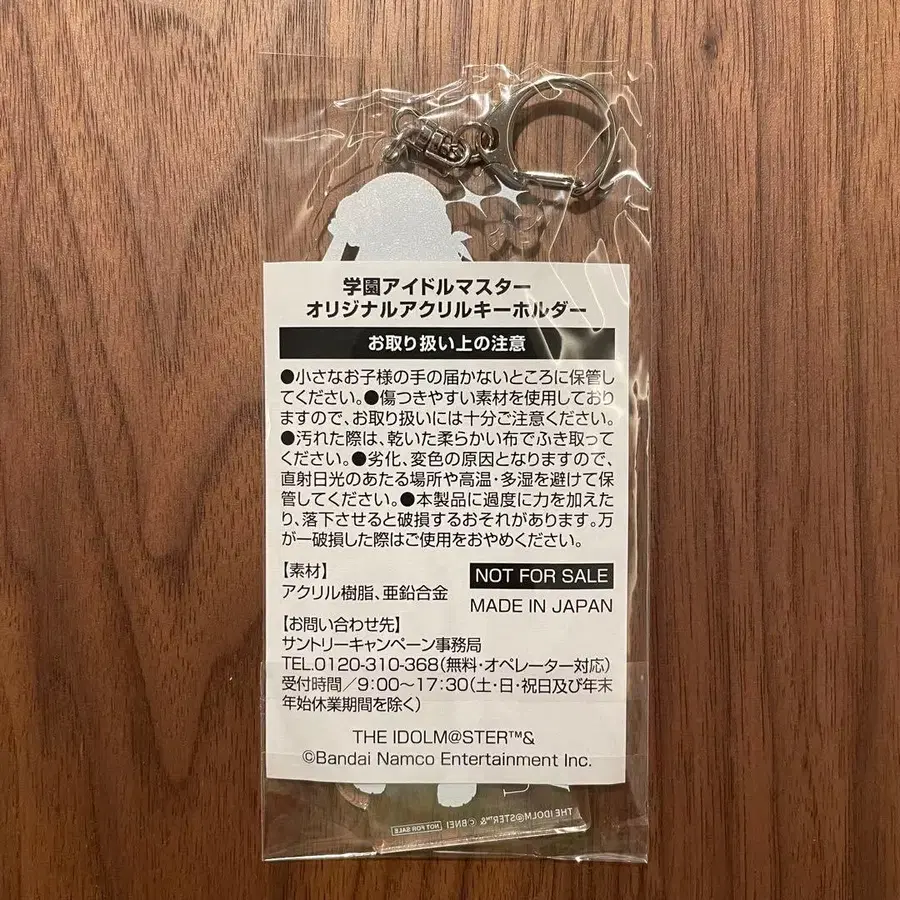 学園アイドルマスター
オリジナルアクリルキーホルダー
お取り扱い上の注意
●小さなお子様の手の届かないところに保管し
てください。●傷つきやすい素材を使用しており
ますので、お取り扱いには十分ご注意ください。
●汚れた際は、乾いた柔らかい布でふき取って
ください。●劣化、変色の原因となりますので、
直射日光のあたる場所や高温・多湿を避けて保
管してください。●本製品に過度に力を加えた
り、落下させると破損するおそれがあります。万
が一破損した際はご使用をおやめください。
【素材】
アクリル樹脂、亜鉛合金
NOT FOR SALE
MADE IN JAPAN
【お問い合わせ先】
サントリーキャンペーン事務局
TEL.0120-310-368(無料・オペレーター対応)
受付時間/9:00〜17:30(土・日・祝日及び年末
年始休業期間を除く)
THE IDOLM@STER™&
©Bandai Namco Entertainment Inc.
THE IDOLM@STER™& ©BNEI NOT FOR SALE